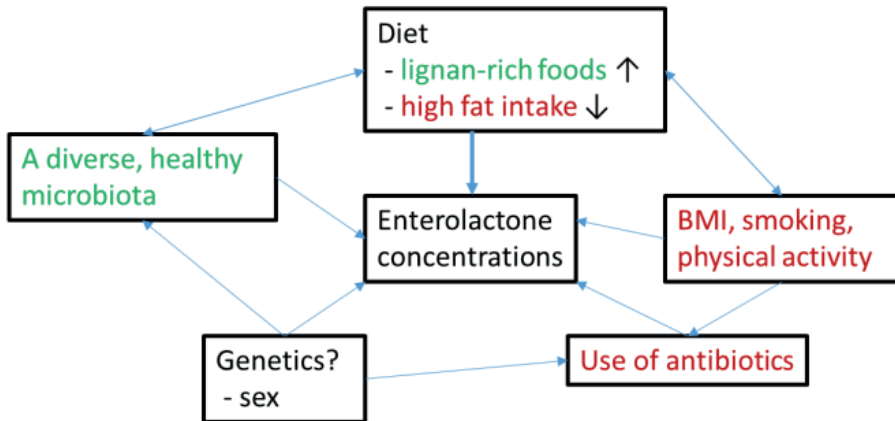 Diet
- lignan-rich foods ↑
- high fat intake ↓
A diverse, healthy
microbiota
Enterolactone
concentrations
BMI, smoking,
physical activity
Genetics?
- sex
Use of antibiotics